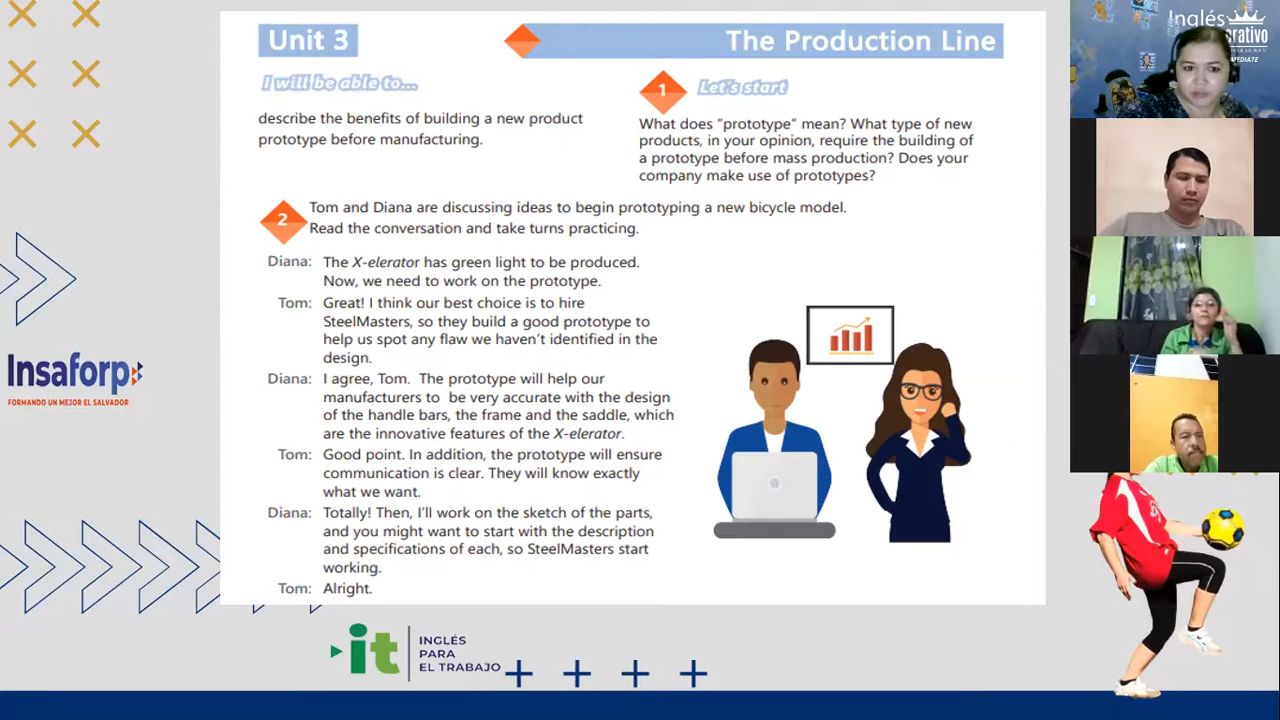 Unit 3
The Production Line
I will be able to...
describe the benefits of building a new product
prototype before manufacturing.
1
Let's start
What does “prototype” mean? What type of new
products, in your opinion, require the building of
a prototype before mass production? Does your
company make use of prototypes?
2
Tom and Diana are discussing ideas to begin prototyping a new bicycle model.
Read the conversation and take turns practicing.
Diana: The X-elerator has green light to be produced.
Now, we need to work on the prototype.
Tom: Great! I think our best choice is to hire
SteelMasters, so they build a good prototype to
help us spot any flaw we haven’t identified in the
design.
Diana: I agree, Tom. The prototype will help our
manufacturers to be very accurate with the design
of the handle bars, the frame and the saddle, which
are the innovative features of the X-elerator.
Tom: Good point. In addition, the prototype will ensure
communication is clear. They will know exactly
what we want.
Diana: Totally! Then, I’ll work on the sketch of the parts,
and you might want to start with the description
and specifications of each, so SteelMasters start
working.
Tom: Alright.
Insaforp
FORMANDO UN MEJOR EL SALVADOR
it
INGLÉS
PARA
EL TRABAJO
Inglés